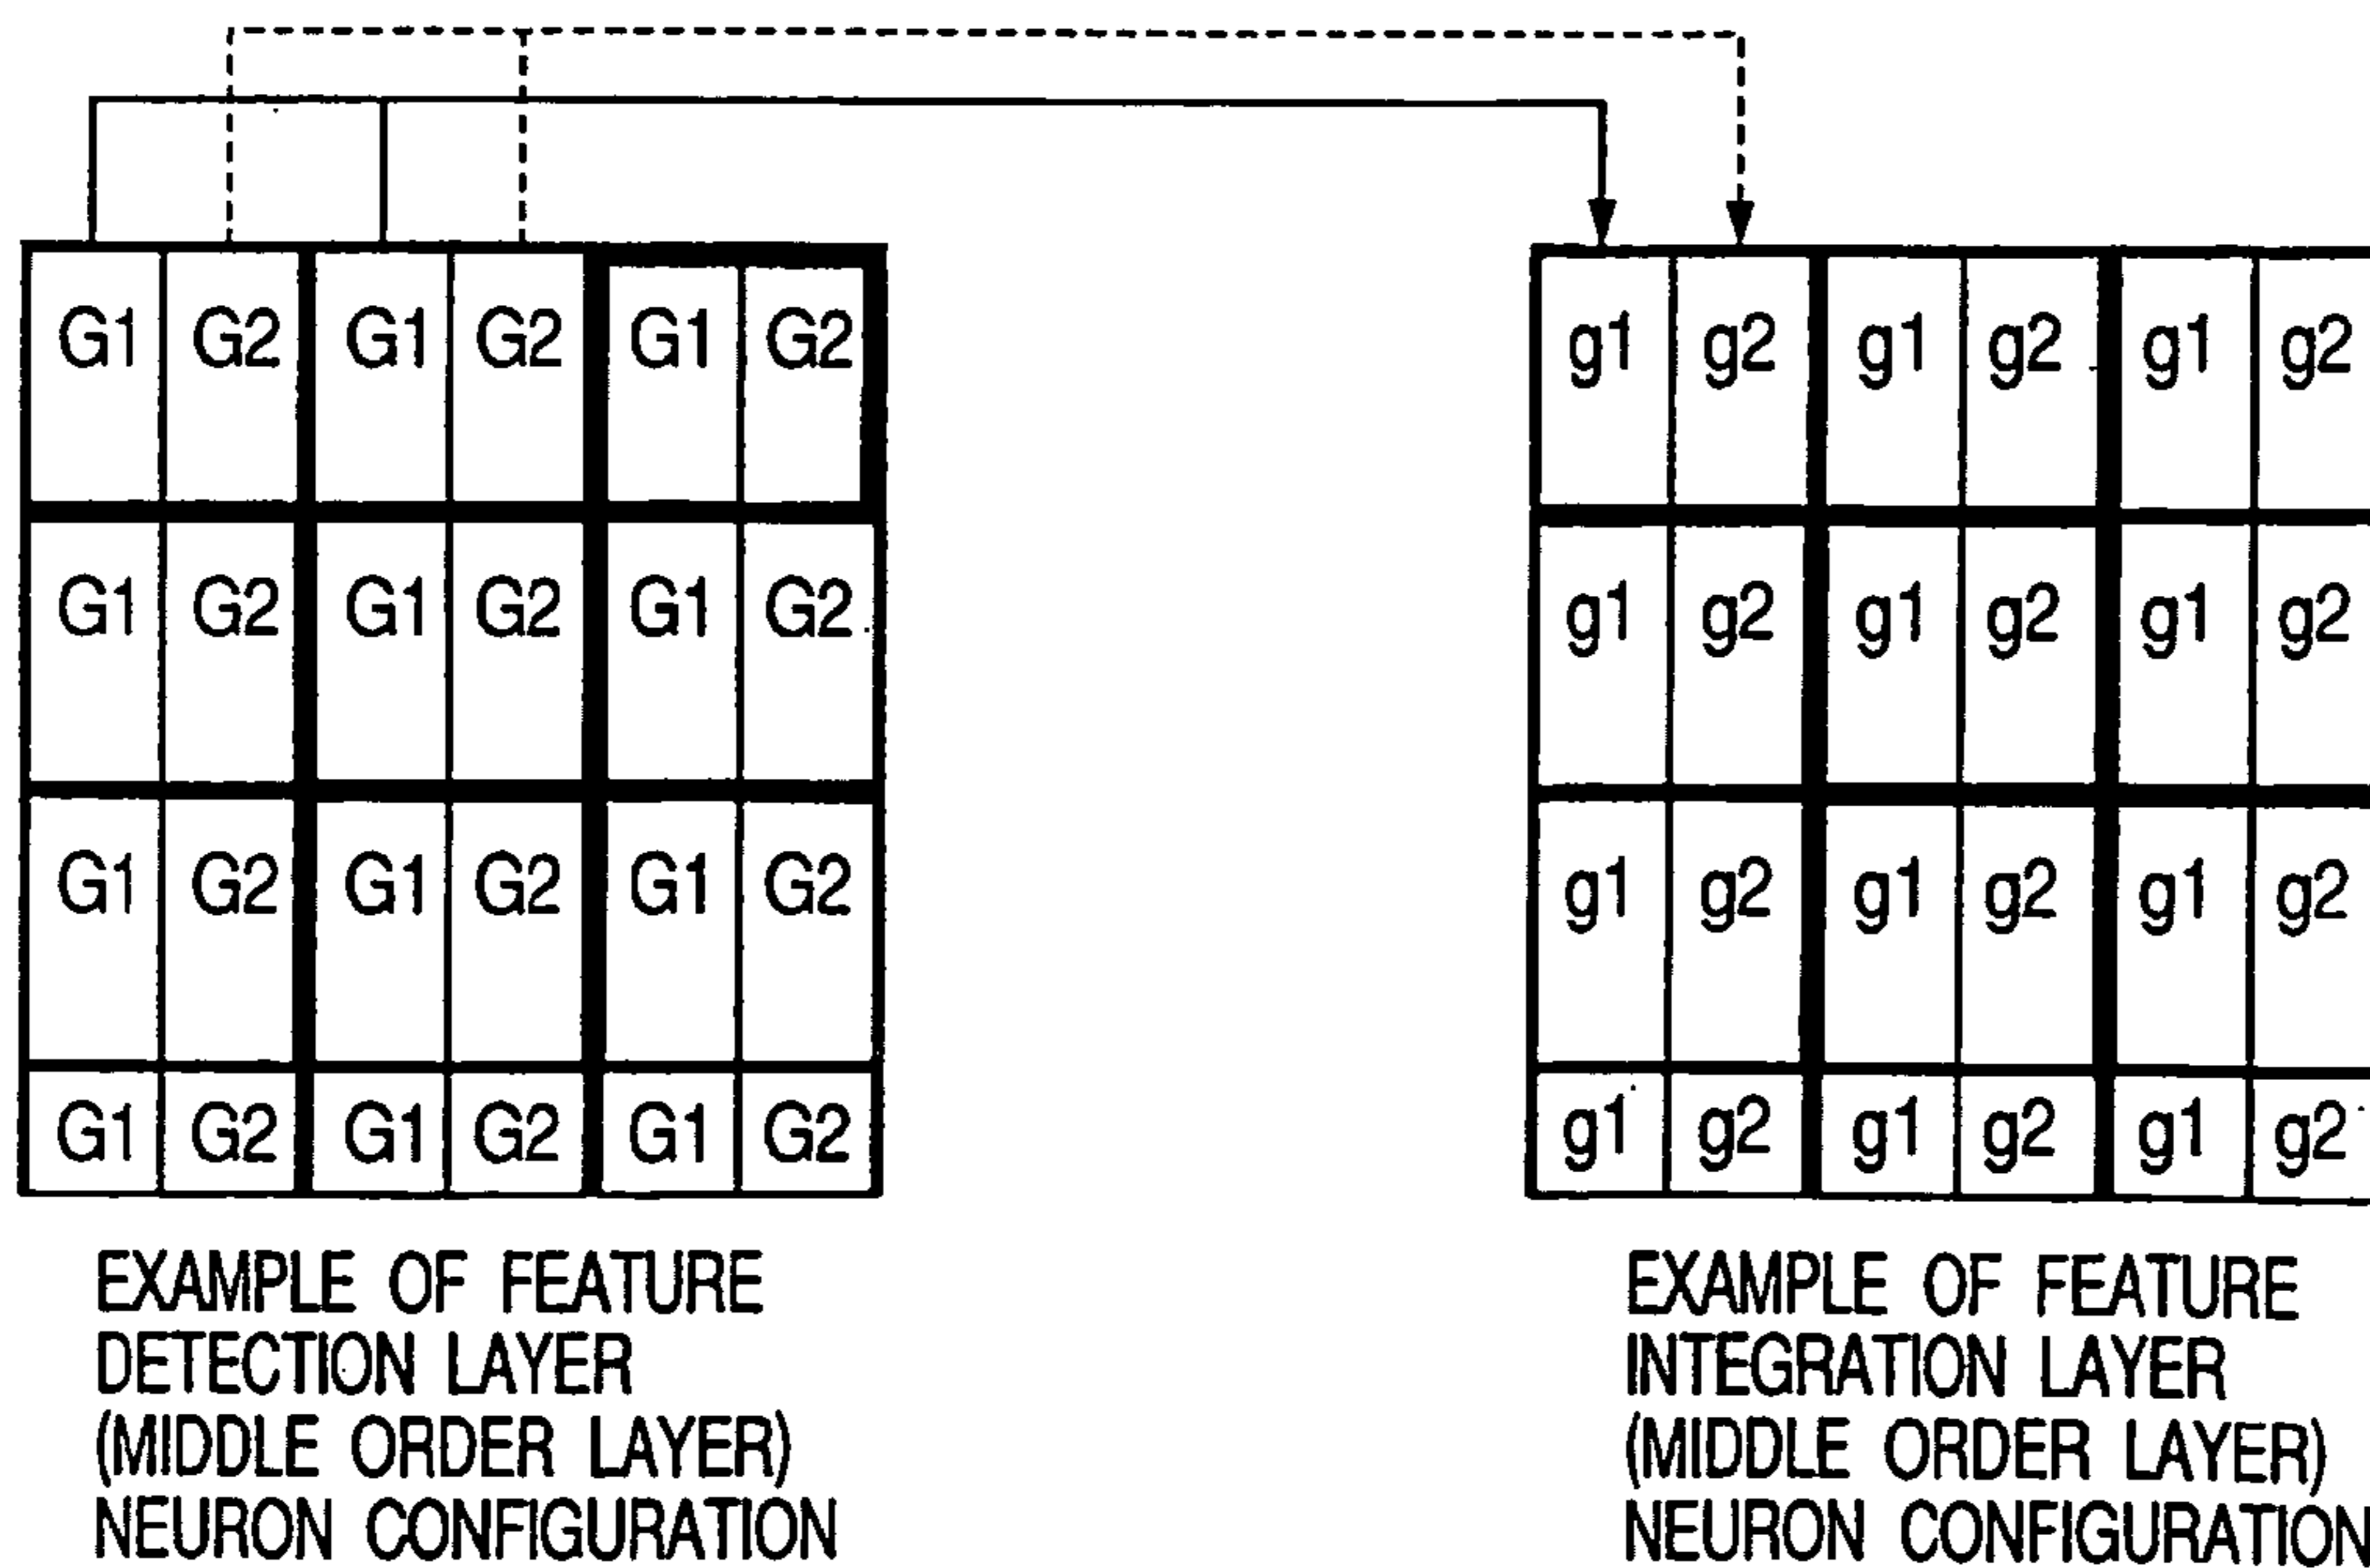 G1 G2 G1 G2 G1 G2
G1 G2 G1 G2 G1 G2
G1 G2 G1 G2 G1 G2
G1 G2 G1 G2 G1 G2
EXAMPLE OF FEATURE
DETECTION LAYER
(MIDDLE ORDER LAYER)
NEURON CONFIGURATION
g1 g2 g1 g2 g1 g2
g1 g2 g1 g2 g1 g2
g1 g2 g1 g2 g1 g2
g1 g2 g1 g2 g1 g2
EXAMPLE OF FEATURE
INTEGRATION LAYER
(MIDDLE ORDER LAYER)
NEURON CONFIGURATION